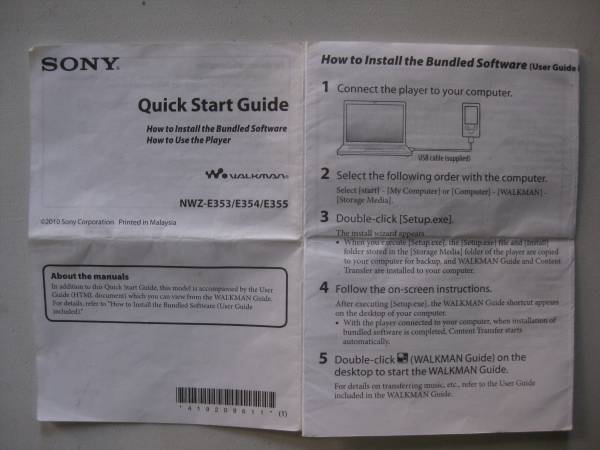 SONY
Quick Start Guide
How to Install the Bundled Software
How to Use the Player
WALKMAN
NWZ-E353/E354/E355
©2010 Sony Corporation Printed in Malaysia
About the manuals
In addition to this Quick Start Guide, this model is accompanied by the User
Guide (HTML document) which you can view from the WALKMAN Guide.
For details, refer to "How to Install the Bundled Software (User Guide
included)."
*419209611* (1)
How to Install the Bundled Software (User Guide
1 Connect the player to your computer.
USB cable (supplied)
2 Select the following order with the computer.
Select [start] - [My Computer] or [Computer] - [WALKMAN] -
[Storage Media].
3 Double-click [Setup.exe].
The install wizard appears.
• When you execute [Setup.exe], the [Setup.exe] file and [Install]
folder stored in the [Storage Media] folder of the player are copied
to your computer for backup, and WALKMAN Guide and Content
Transfer are installed to your computer.
4 Follow the on-screen instructions.
After executing [Setup.exe], the WALKMAN Guide shortcut appears
on the desktop of your computer.
• With the player connected to your computer, when installation of
bundled software is completed, Content Transfer starts
automatically.
5 Double-click (WALKMAN Guide) on the
desktop to start the WALKMAN Guide.
For details on transferring music, etc., refer to the User Guide
included in the WALKMAN Guide.